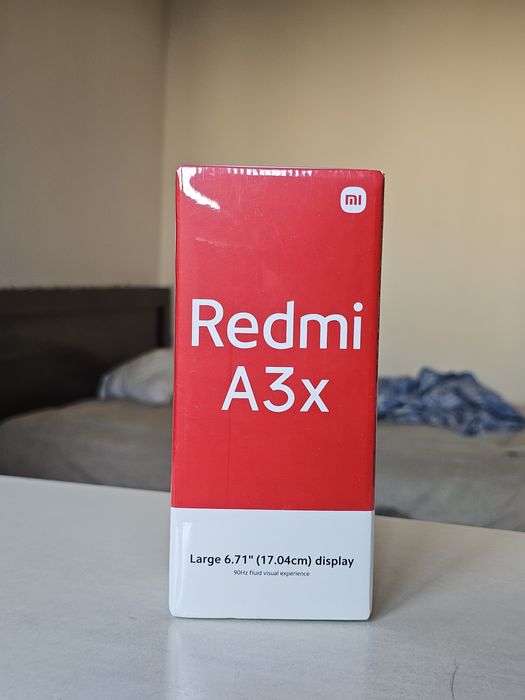 mi
Redmi
A3x
Large 6.71" (17.04cm) display
90Hz fluid visual experience